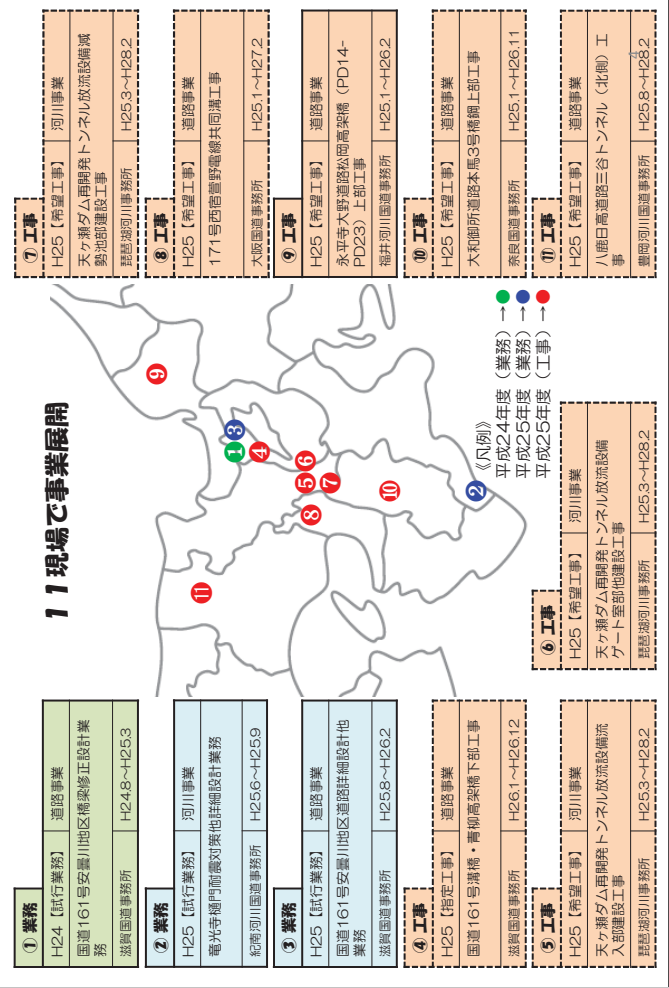 11現場で事業展開
① 業務
H24【試行業務】 道路事業
国道161号安曇川地区橋梁修正設計業
務
滋賀国道事務所 H24.8~H25.3
② 業務
H25【試行業務】 河川事業
竜光寺樋門耐震対策他詳細設計業務
紀南河川国道事務所 H25.6~H25.9
③ 業務
H25【試行業務】 道路事業
国道161号安曇川地区道路詳細設計他
業務
滋賀国道事務所 H25.8~H26.2
④ 工事
H25【指定工事】 道路事業
国道161号溝橋・青柳高架橋下部工事
滋賀国道事務所 H26.1~H26.12
⑤ 工事
H25【希望工事】 河川事業
天ヶ瀬ダム再開発トンネル放流設備流
入部建設工事
琵琶湖河川事務所 H25.3~H28.2
⑥ 工事
H25【希望工事】 河川事業
天ヶ瀬ダム再開発トンネル放流設備
ゲート室部他建設工事
琵琶湖河川事務所 H25.3~H28.2
⑦ 工事
H25【希望工事】 河川事業
天ヶ瀬ダム再開発トンネル放流設備減
勢池部建設工事
琵琶湖河川事務所 H25.3~H28.2
⑧ 工事
H25【希望工事】 道路事業
171号西宿萱野電線共同溝工事
大阪国道事務所 H25.1~H27.2
⑨ 工事
H25【希望工事】 道路事業
永平寺大野道路松岡高架橋(PD14-
PD23)上部工事
福井河川国道事務所 H25.1~H26.2
⑩ 工事
H25【希望工事】 道路事業
大和御所道路本馬3号橋鋼上部工事
奈良国道事務所 H25.1~H26.11
⑪ 工事
H25【希望工事】 道路事業
八鹿日高道路三谷トンネル(北側)工
事
豊岡河川国道事務所 H25.8~H28.2
9
1
3
4
6
5
7
8
10
11
2
《凡例》
平成24年度(業務)→
平成25年度(業務)→
平成25年度(工事)→
4